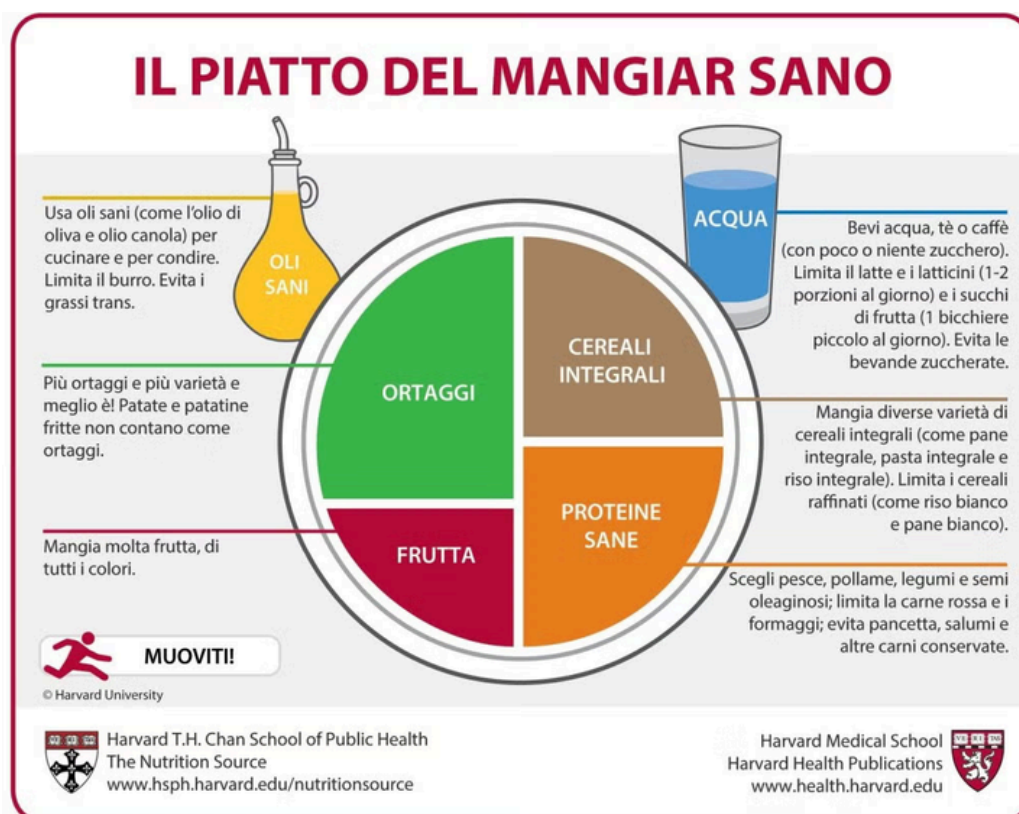 IL PIATTO DEL MANGIAR SANO
Usa oli sani (come l'olio di
oliva e olio canola) per
cucinare e per condire.
Limita il burro. Evita i
grassi trans.
OLI
SANI
ACQUA
Bevi acqua, tè o caffè
(con poco o niente zucchero).
Limita il latte e i latticini (1-2
porzioni al giorno) e i succhi
di frutta (1 bicchiere
piccolo al giorno). Evita le
bevande zuccherate.
Più ortaggi e più varietà e
meglio è! Patate e patatine
fritte non contano come
ortaggi.
ORTAGGI
CEREALI
INTEGRALI
Mangia diverse varietà di
cereali integrali (come pane
integrale, pasta integrale e
riso integrale). Limita i cereali
raffinati (come riso bianco
e pane bianco).
Mangia molta frutta, di
tutti i colori.
FRUTTA
PROTEINE
SANE
Scegli pesce, pollame, legumi e semi
oleaginosi; limita la carne rossa e i
formaggi; evita pancetta, salumi e
altre carni conservate.
MUOVITI!
© Harvard University
Harvard T.H. Chan School of Public Health
The Nutrition Source
www.hsph.harvard.edu/nutritionsource
Harvard Medical School
Harvard Health Publications
www.health.harvard.edu